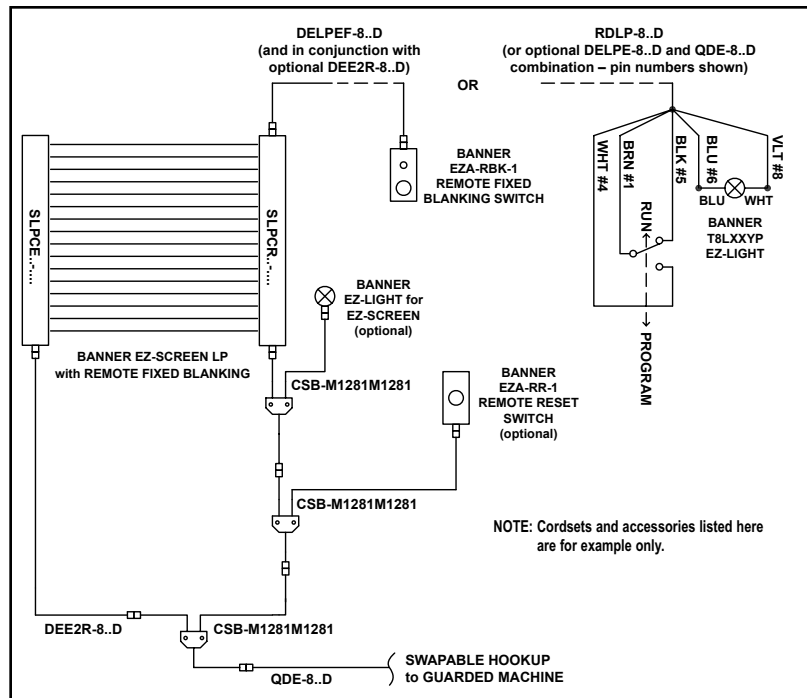 DELPEF-8..D
(and in conjunction with
optional DEE2R-8..D)
OR
RDLP-8..D
(or optional DELPE-8..D and QDE-8..D
combination – pin numbers shown)
WHT #4
BRN #1
BLK #5
BLU #6
VLT #8
BLU
WHT
BANNER
T8LXXYP
EZ-LIGHT
RUN
PROGRAM
BANNER
EZA-RBK-1
REMOTE FIXED
BLANKING SWITCH
SLPCE..-.....
SLPCR..-.....
BANNER EZ-SCREEN LP
with REMOTE FIXED BLANKING
BANNER
EZ-LIGHT for
EZ-SCREEN
(optional)
CSB-M1281M1281
BANNER
EZA-RR-1
REMOTE RESET
SWITCH
(optional)
CSB-M1281M1281
NOTE: Cordsets and accessories listed here
are for example only.
DEE2R-8..D
CSB-M1281M1281
QDE-8..D
SWAPABLE HOOKUP
to GUARDED MACHINE